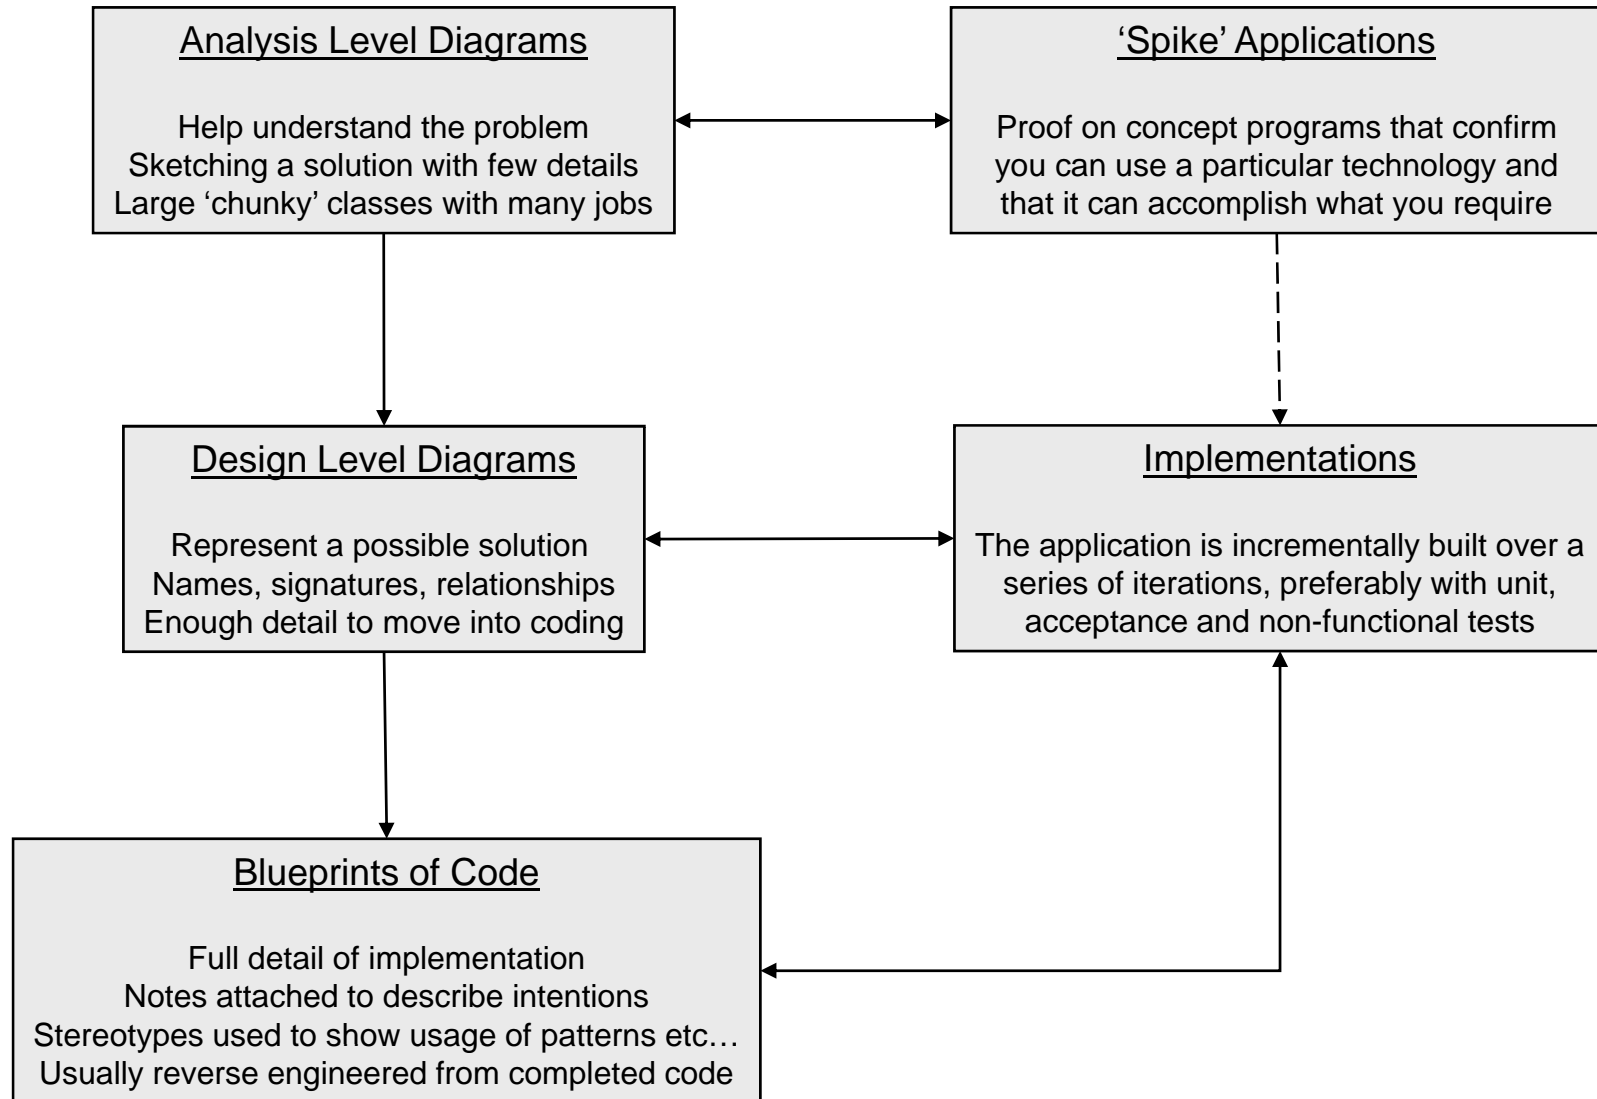 Analysis Level Diagrams
Help understand the problem
Sketching a solution with few details
Large ‘chunky’ classes with many jobs
‘Spike’ Applications
Proof on concept programs that confirm
you can use a particular technology and
that it can accomplish what you require
Design Level Diagrams
Represent a possible solution
Names, signatures, relationships
Enough detail to move into coding
Implementations
The application is incrementally built over a
series of iterations, preferably with unit,
acceptance and non-functional tests
Blueprints of Code
Full detail of implementation
Notes attached to describe intentions
Stereotypes used to show usage of patterns etc…
Usually reverse engineered from completed code